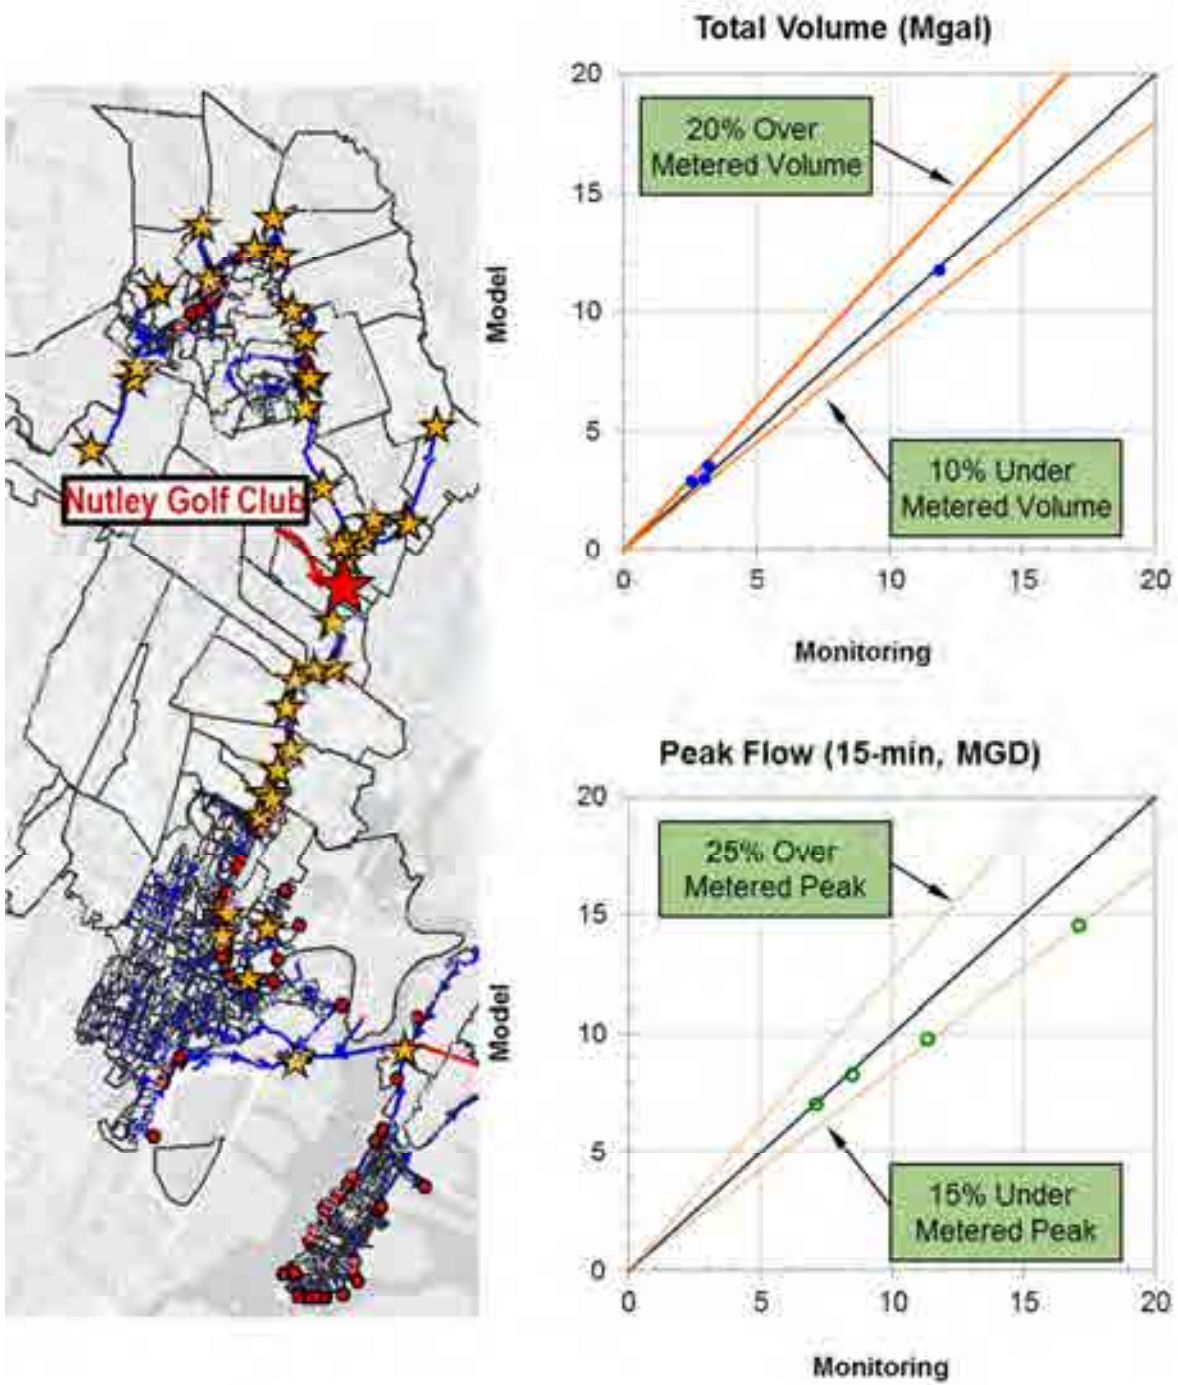 Total Volume (Mgal)
20
15
10
5
0
0
5
10
15
20
20% Over
Metered Volume
10% Under
Metered Volume
Model
Monitoring
Nutley Golf Club
Peak Flow (15-min, MGD)
20
15
10
5
0
0
5
10
15
20
25% Over
Metered Peak
15% Under
Metered Peak
Model
Monitoring